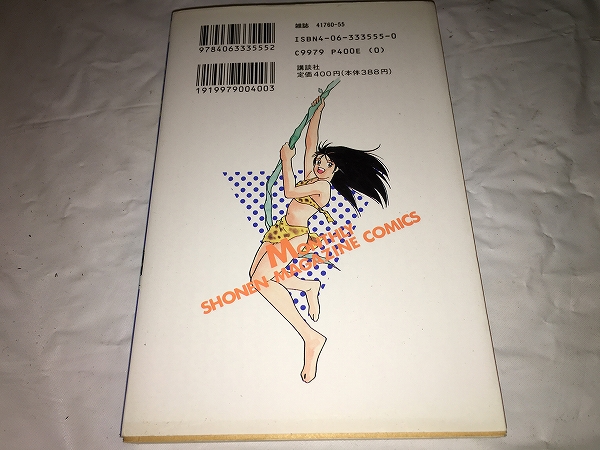 雑誌 41760-55
9784063335552
ISBN4-06-333555-0
C9979 P400E (0)
1919979004003
講談社
定価400円(本体388円)
MONTHLY
SHONEN MAGAZINE COMICS